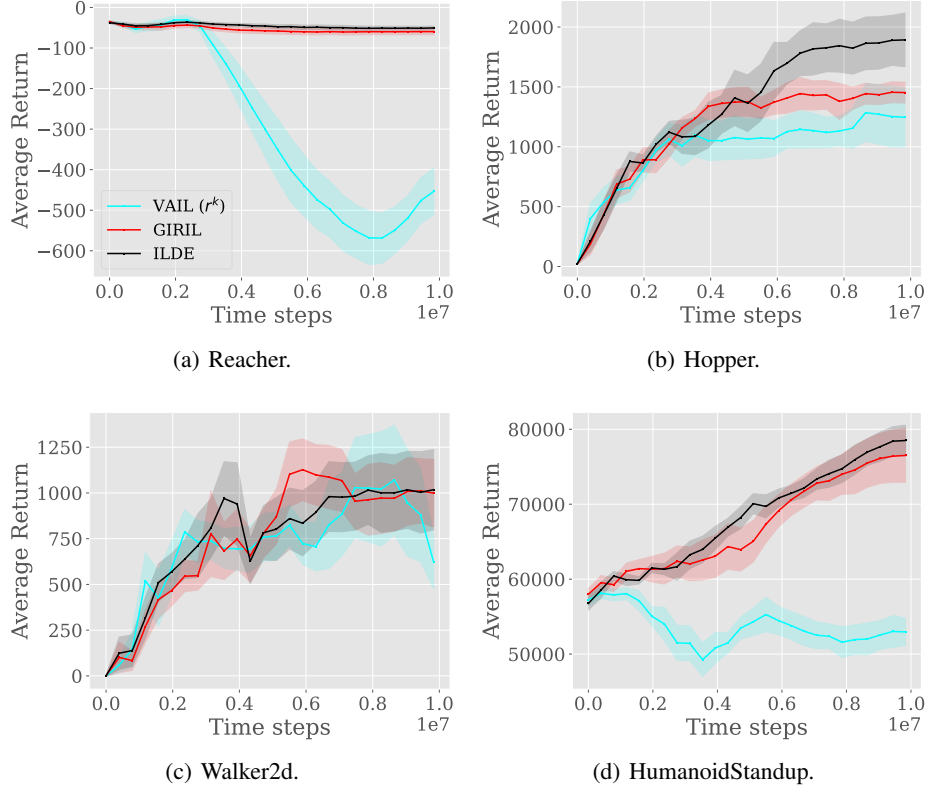 0
−100
−200
−300
−400
−500
−600
Average Return
VAIL (r^k)
GIRIL
ILDE
0.0 0.2 0.4 0.6 0.8 1.0
1e7
Time steps
(a) Reacher.
2000
1500
1000
500
0
Average Return
0.0 0.2 0.4 0.6 0.8 1.0
1e7
Time steps
(b) Hopper.
1250
1000
750
500
250
0
Average Return
0.0 0.2 0.4 0.6 0.8 1.0
1e7
Time steps
(c) Walker2d.
80000
70000
60000
50000
Average Return
0.0 0.2 0.4 0.6 0.8 1.0
1e7
Time steps
(d) HumanoidStandup.